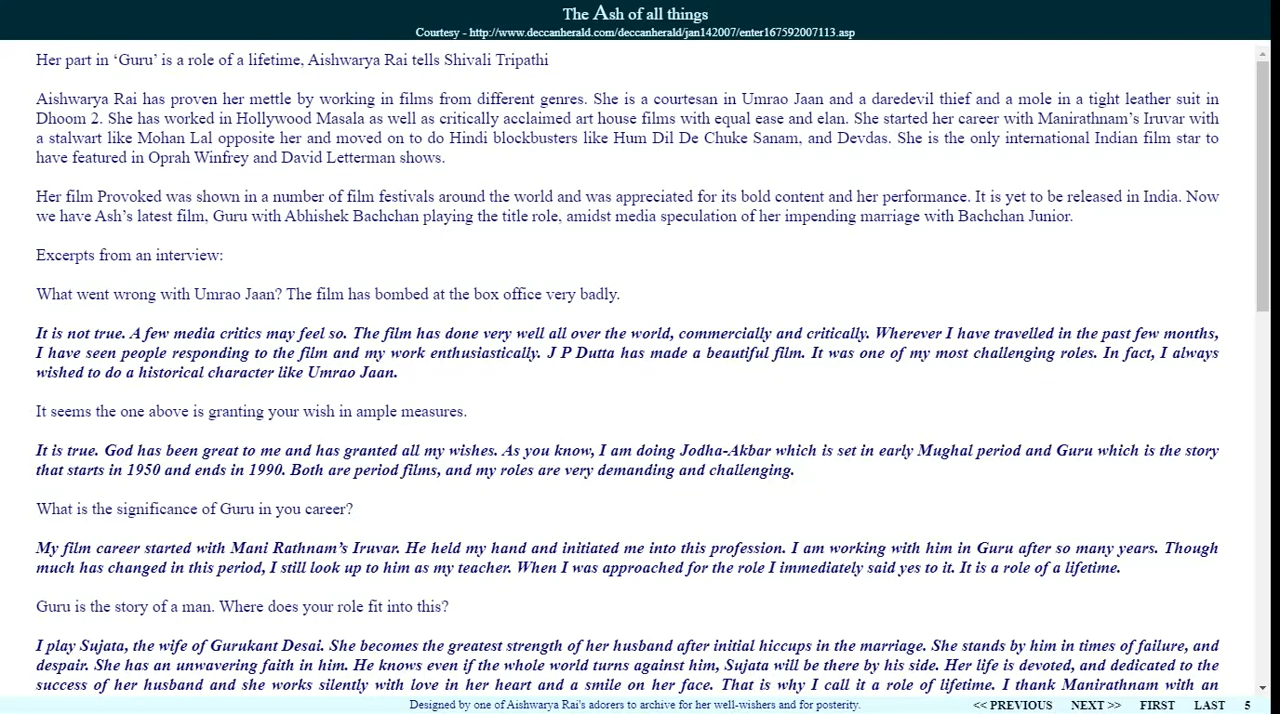 The Ash of all things
Courtesy - http://www.deccanherald.com/deccanherald/jan142007/enter167592007113.asp
Her part in ‘Guru’ is a role of a lifetime, Aishwarya Rai tells Shivali Tripathi
Aishwarya Rai has proven her mettle by working in films from different genres. She is a courtesan in Umrao Jaan and a daredevil thief and a mole in a tight leather suit in
Dhoom 2. She has worked in Hollywood Masala as well as critically acclaimed art house films with equal ease and elan. She started her career with Manirathnam’s Iruvar with
a stalwart like Mohan Lal opposite her and moved on to do Hindi blockbusters like Hum Dil De Chuke Sanam, and Devdas. She is the only international Indian film star to
have featured in Oprah Winfrey and David Letterman shows.
Her film Provoked was shown in a number of film festivals around the world and was appreciated for its bold content and her performance. It is yet to be released in India. Now
we have Ash’s latest film, Guru with Abhishek Bachchan playing the title role, amidst media speculation of her impending marriage with Bachchan Junior.
Excerpts from an interview:
What went wrong with Umrao Jaan? The film has bombed at the box office very badly.
It is not true. A few media critics may feel so. The film has done very well all over the world, commercially and critically. Wherever I have travelled in the past few months,
I have seen people responding to the film and my work enthusiastically. J P Dutta has made a beautiful film. It was one of my most challenging roles. In fact, I always
wished to do a historical character like Umrao Jaan.
It seems the one above is granting your wish in ample measures.
It is true. God has been great to me and has granted all my wishes. As you know, I am doing Jodha-Akbar which is set in early Mughal period and Guru which is the story
that starts in 1950 and ends in 1990. Both are period films, and my roles are very demanding and challenging.
What is the significance of Guru in you career?
My film career started with Mani Rathnam’s Iruvar. He held my hand and initiated me into this profession. I am working with him in Guru after so many years. Though
much has changed in this period, I still look up to him as my teacher. When I was approached for the role I immediately said yes to it. It is a role of a lifetime.
Guru is the story of a man. Where does your role fit into this?
I play Sujata, the wife of Gurukant Desai. She becomes the greatest strength of her husband after initial hiccups in the marriage. She stands by him in times of failure, and
despair. She has an unwavering faith in him. He knows even if the whole world turns against him, Sujata will be there by his side. Her life is devoted, and dedicated to the
success of her husband and she works silently with love in her heart and a smile on her face. That is why I call it a role of lifetime. I thank Manirathnam with an
Designed by one of Aishwarya Rai's adorers to archive for her well-wishers and for posterity. << PREVIOUS NEXT >> FIRST LAST 5